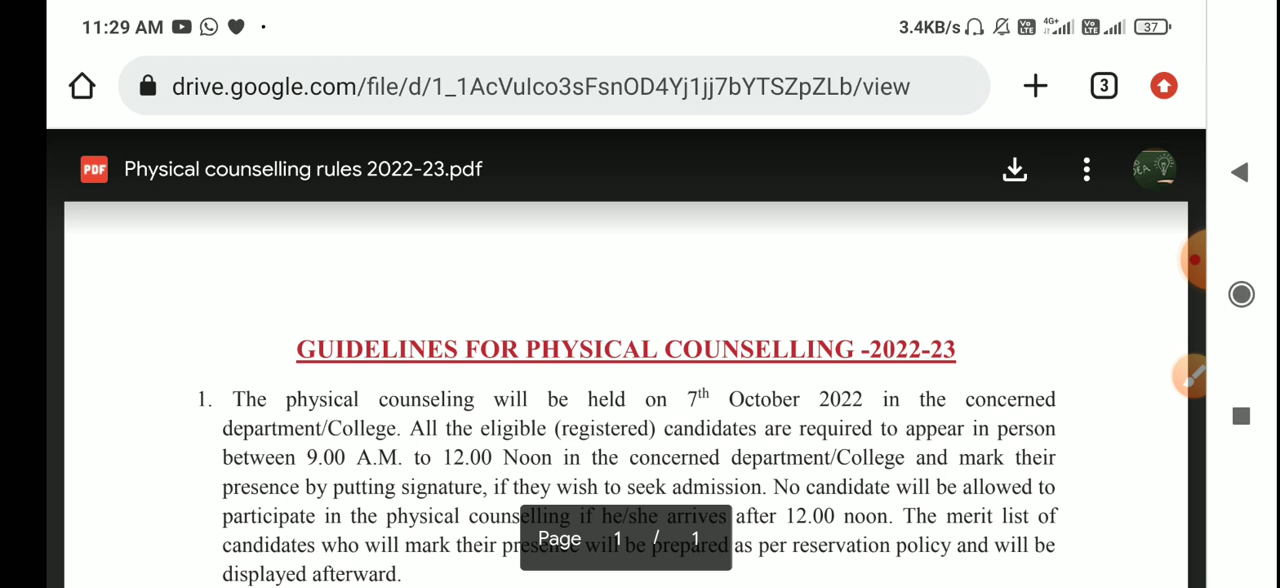 11:29 AM
3.4KB/s 4G+ Vo LTE Vo LTE 37
drive.google.com/file/d/1_1AcVulco3sFsnOD4Yj1jj7bYTSZpZLb/view
3
PDF Physical counselling rules 2022-23.pdf
GUIDELINES FOR PHYSICAL COUNSELLING -2022-23
1. The physical counseling will be held on 7th October 2022 in the concerned
department/College. All the eligible (registered) candidates are required to appear in person
between 9.00 A.M. to 12.00 Noon in the concerned department/College and mark their
presence by putting signature, if they wish to seek admission. No candidate will be allowed to
participate in the physical counselling if he/she arrives after 12.00 noon. The merit list of
candidates who will mark their presence will be prepared as per reservation policy and will be
Page 1 / 1
displayed afterward.